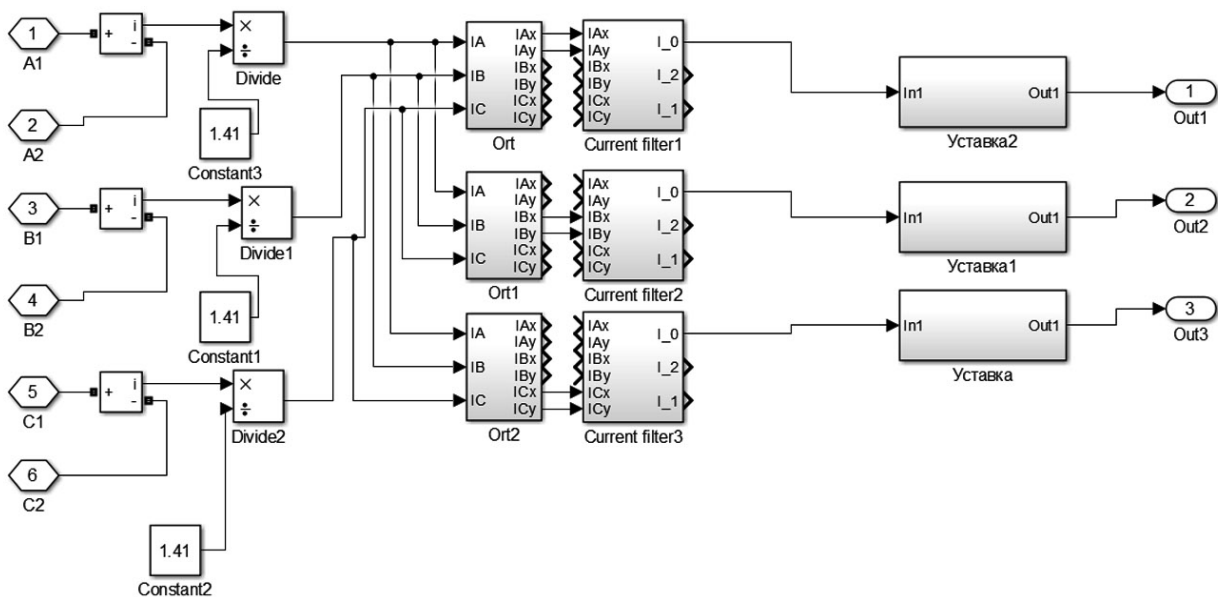 1
A1
+
i
-
×
÷
Divide
2
A2
1.41
Constant3
3
B1
+
i
-
×
÷
Divide1
4
B2
1.41
Constant1
5
C1
+
i
-
×
÷
Divide2
6
C2
1.41
Constant2
IA
IB
IC
IAx
IAy
IBx
IBy
ICx
ICy
Ort
IAx
IAy
IBx
IBy
ICx
ICy
I_0
I_2
I_1
Current filter1
In1
Out1
Уставка2
1
Out1
IA
IB
IC
IAx
IAy
IBx
IBy
ICx
ICy
Ort1
IAx
IAy
IBx
IBy
ICx
ICy
I_0
I_2
I_1
Current filter2
In1
Out1
Уставка1
2
Out2
IA
IB
IC
IAx
IAy
IBx
IBy
ICx
ICy
Ort2
IAx
IAy
IBx
IBy
ICx
ICy
I_0
I_2
I_1
Current filter3
In1
Out1
Уставка
3
Out3